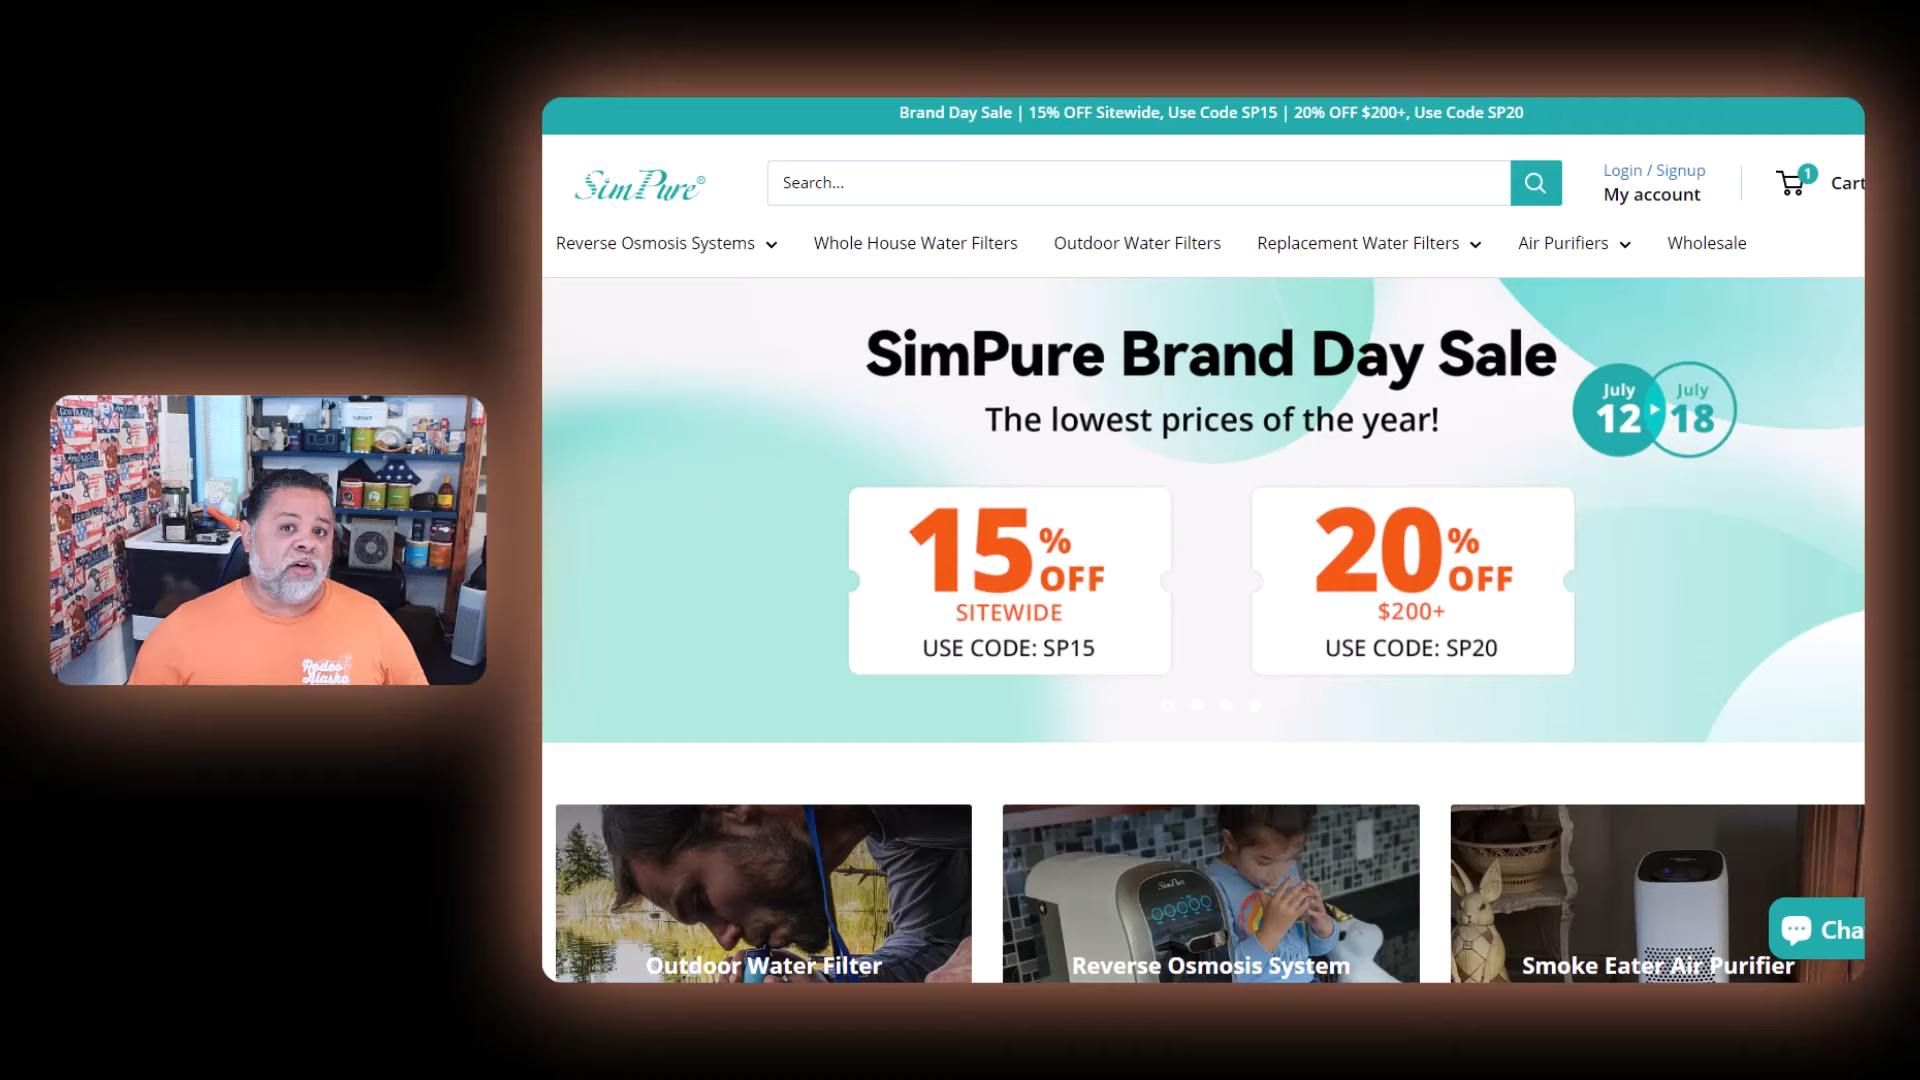 Brand Day Sale | 15% OFF Sitewide, Use Code SP15 | 20% OFF $200+, Use Code SP20
SimPure®
Search...
Login / Signup
My account
1
Cart
Reverse Osmosis Systems
Whole House Water Filters
Outdoor Water Filters
Replacement Water Filters
Air Purifiers
Wholesale
SimPure Brand Day Sale
The lowest prices of the year!
July
12
July
18
15% OFF
SITEWIDE
USE CODE: SP15
20% OFF
$200+
USE CODE: SP20
Rodeo
Alaska
SimPure
Outdoor Water Filter
Reverse Osmosis System
Smoke Eater Air Purifier
Cha